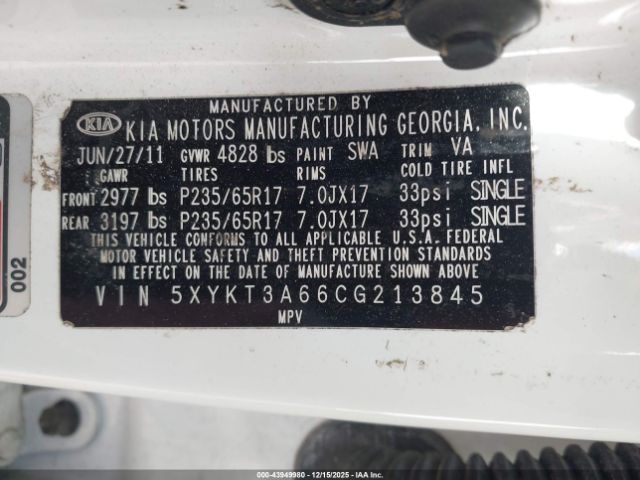 MANUFACTURED BY
KIA KIA MOTORS MANUFACTURING GEORGIA, INC.
JUN/27/11 GVWR 4828 lbs PAINT SWA TRIM VA
GAWR TIRES RIMS COLD TIRE INFL
FRONT 2977 lbs P235/65R17 7.0JX17 33psi SINGLE
REAR 3197 lbs P235/65R17 7.0JX17 33psi SINGLE
THIS VEHICLE CONFORMS TO ALL APPLICABLE U.S.A. FEDERAL
MOTOR VEHICLE SAFETY AND THEFT PREVENTION STANDARDS
IN EFFECT ON THE DATE OF MANUFACTURE SHOWN ABOVE.
VIN 5XYKT3A66CG213845
MPV
002
000-43949980 - 12/15/2025 - IAA, LLC